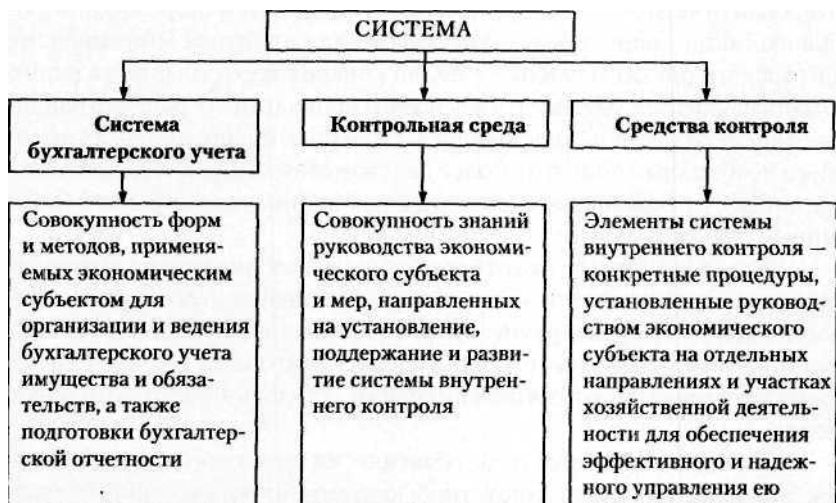 СИСТЕМА
Система
бухгалтерского учета
Контрольная среда
Средства контроля
Совокупность форм
и методов, применя-
емых экономическим
субъектом для
организации и ведения
бухгалтерского учета
имущества и обяза-
тельств, а также
подготовки бухгалтер-
ской отчетности
Совокупность знаний
руководства экономи-
ческого субъекта
и мер, направленных
на установление,
поддержание и разви-
тие системы внутрен-
него контроля
Элементы системы
внутреннего контроля —
конкретные процедуры,
установленные руковод-
ством экономического
субъекта на отдельных
направлениях и участках
хозяйственной деятель-
ности для обеспечения
эффективного и надеж-
ного управления ею